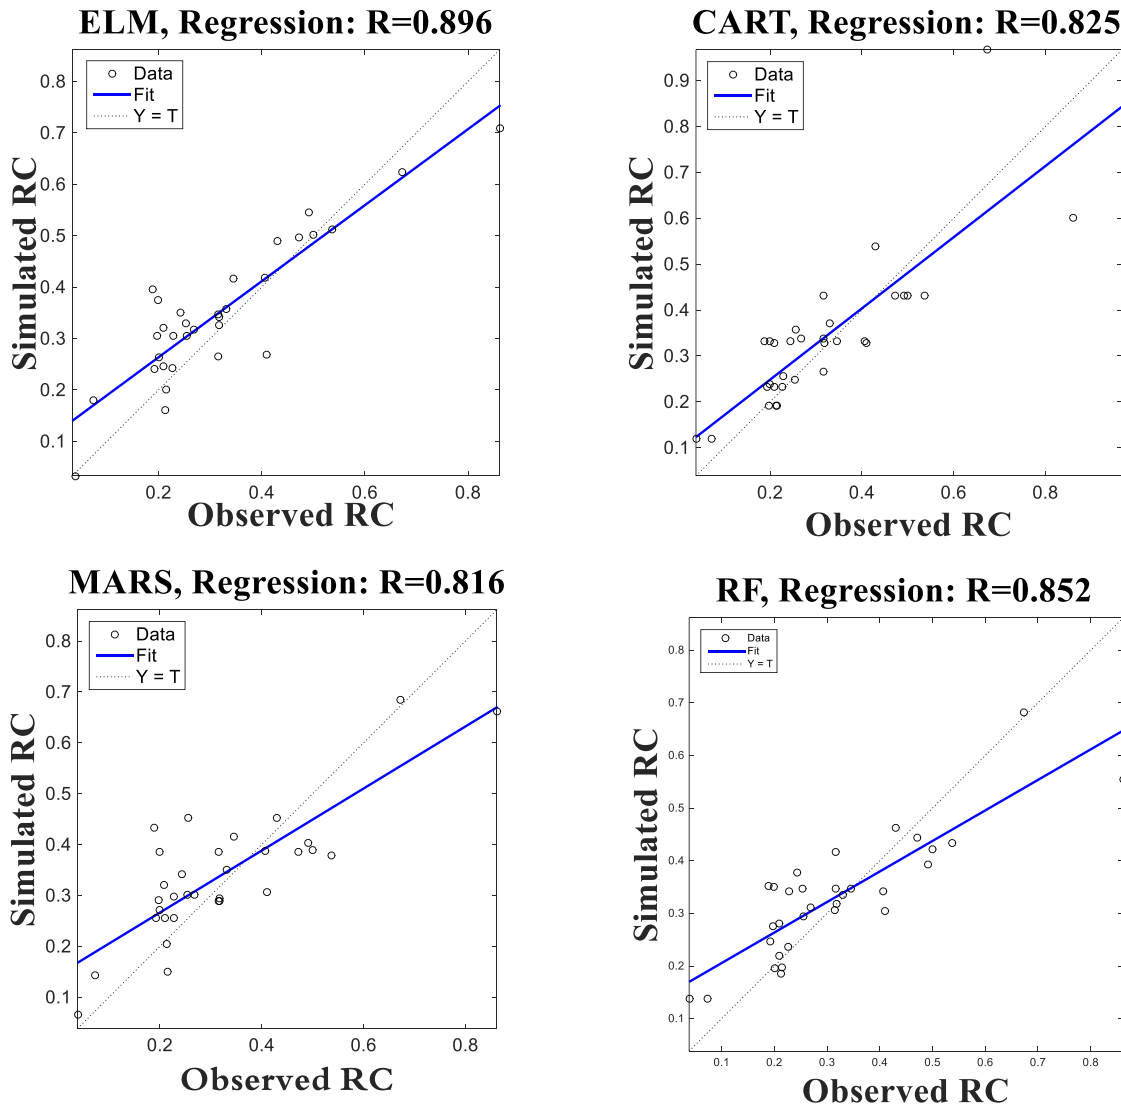 ELM, Regression: R=0.896
Data
Fit
Y = T
Simulated RC
0.8
0.7
0.6
0.5
0.4
0.3
0.2
0.1
0.2 0.4 0.6 0.8
Observed RC
CART, Regression: R=0.825
Data
Fit
Y = T
Simulated RC
0.9
0.8
0.7
0.6
0.5
0.4
0.3
0.2
0.1
0.2 0.4 0.6 0.8
Observed RC
MARS, Regression: R=0.816
Data
Fit
Y = T
Simulated RC
0.8
0.7
0.6
0.5
0.4
0.3
0.2
0.1
0.2 0.4 0.6 0.8
Observed RC
RF, Regression: R=0.852
Data
Fit
Y = T
Simulated RC
0.8
0.7
0.6
0.5
0.4
0.3
0.2
0.1
0.1 0.2 0.3 0.4 0.5 0.6 0.7 0.8
Observed RC